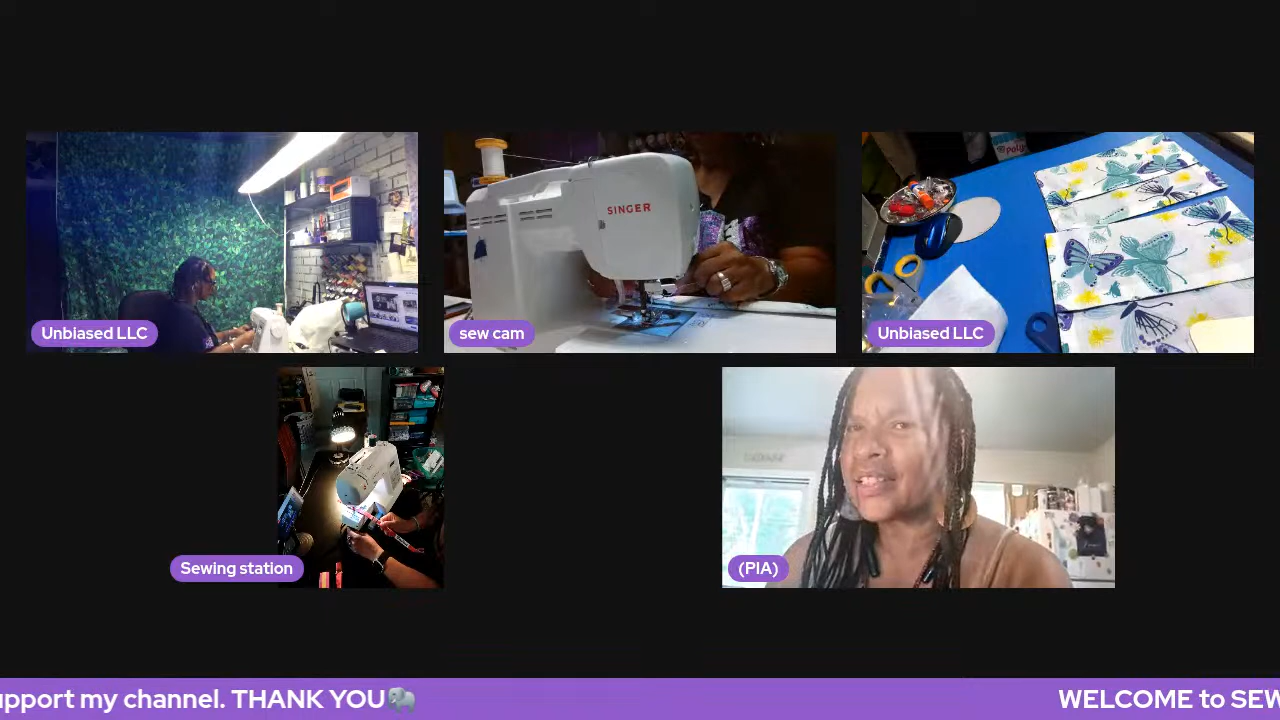 Unbiased LLC
SINGER
sew cam
Unbiased LLC
Sewing station
(PIA)
upport my channel. THANK YOU🐘
WELCOME to SEW